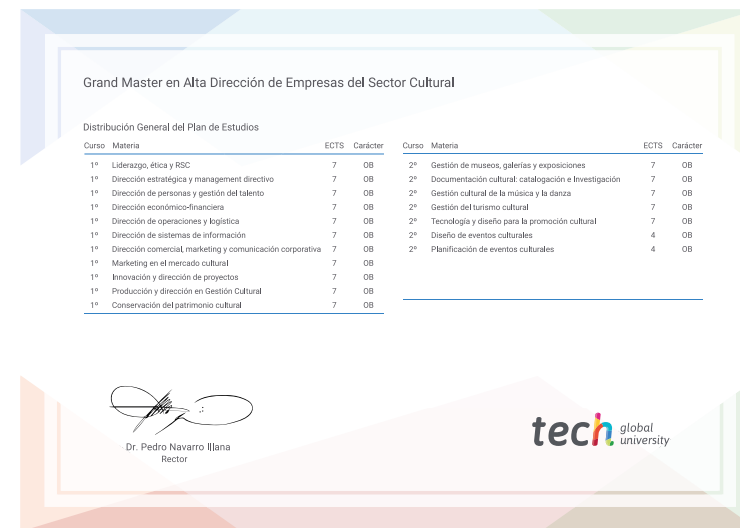 Grand Master en Alta Dirección de Empresas del Sector Cultural
Distribución General del Plan de Estudios
Curso Materia ECTS Carácter
1º Liderazgo, ética y RSC 7 OB
1º Dirección estratégica y management directivo 7 OB
1º Dirección de personas y gestión del talento 7 OB
1º Dirección económico-financiera 7 OB
1º Dirección de operaciones y logística 7 OB
1º Dirección de sistemas de información 7 OB
1º Dirección comercial, marketing y comunicación corporativa 7 OB
1º Marketing en el mercado cultural 7 OB
1º Innovación y dirección de proyectos 7 OB
1º Producción y dirección en Gestión Cultural 7 OB
1º Conservación del patrimonio cultural 7 OB
Curso Materia ECTS Carácter
2º Gestión de museos, galerías y exposiciones 7 OB
2º Documentación cultural: catalogación e Investigación 7 OB
2º Gestión cultural de la música y la danza 7 OB
2º Gestión del turismo cultural 7 OB
2º Tecnología y diseño para la promoción cultural 7 OB
2º Diseño de eventos culturales 4 OB
2º Planificación de eventos culturales 4 OB
Dr. Pedro Navarro Illana
Rector
tech global
university